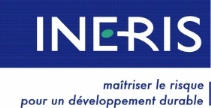 INERIS
maîtriser le risque
pour un développement durable